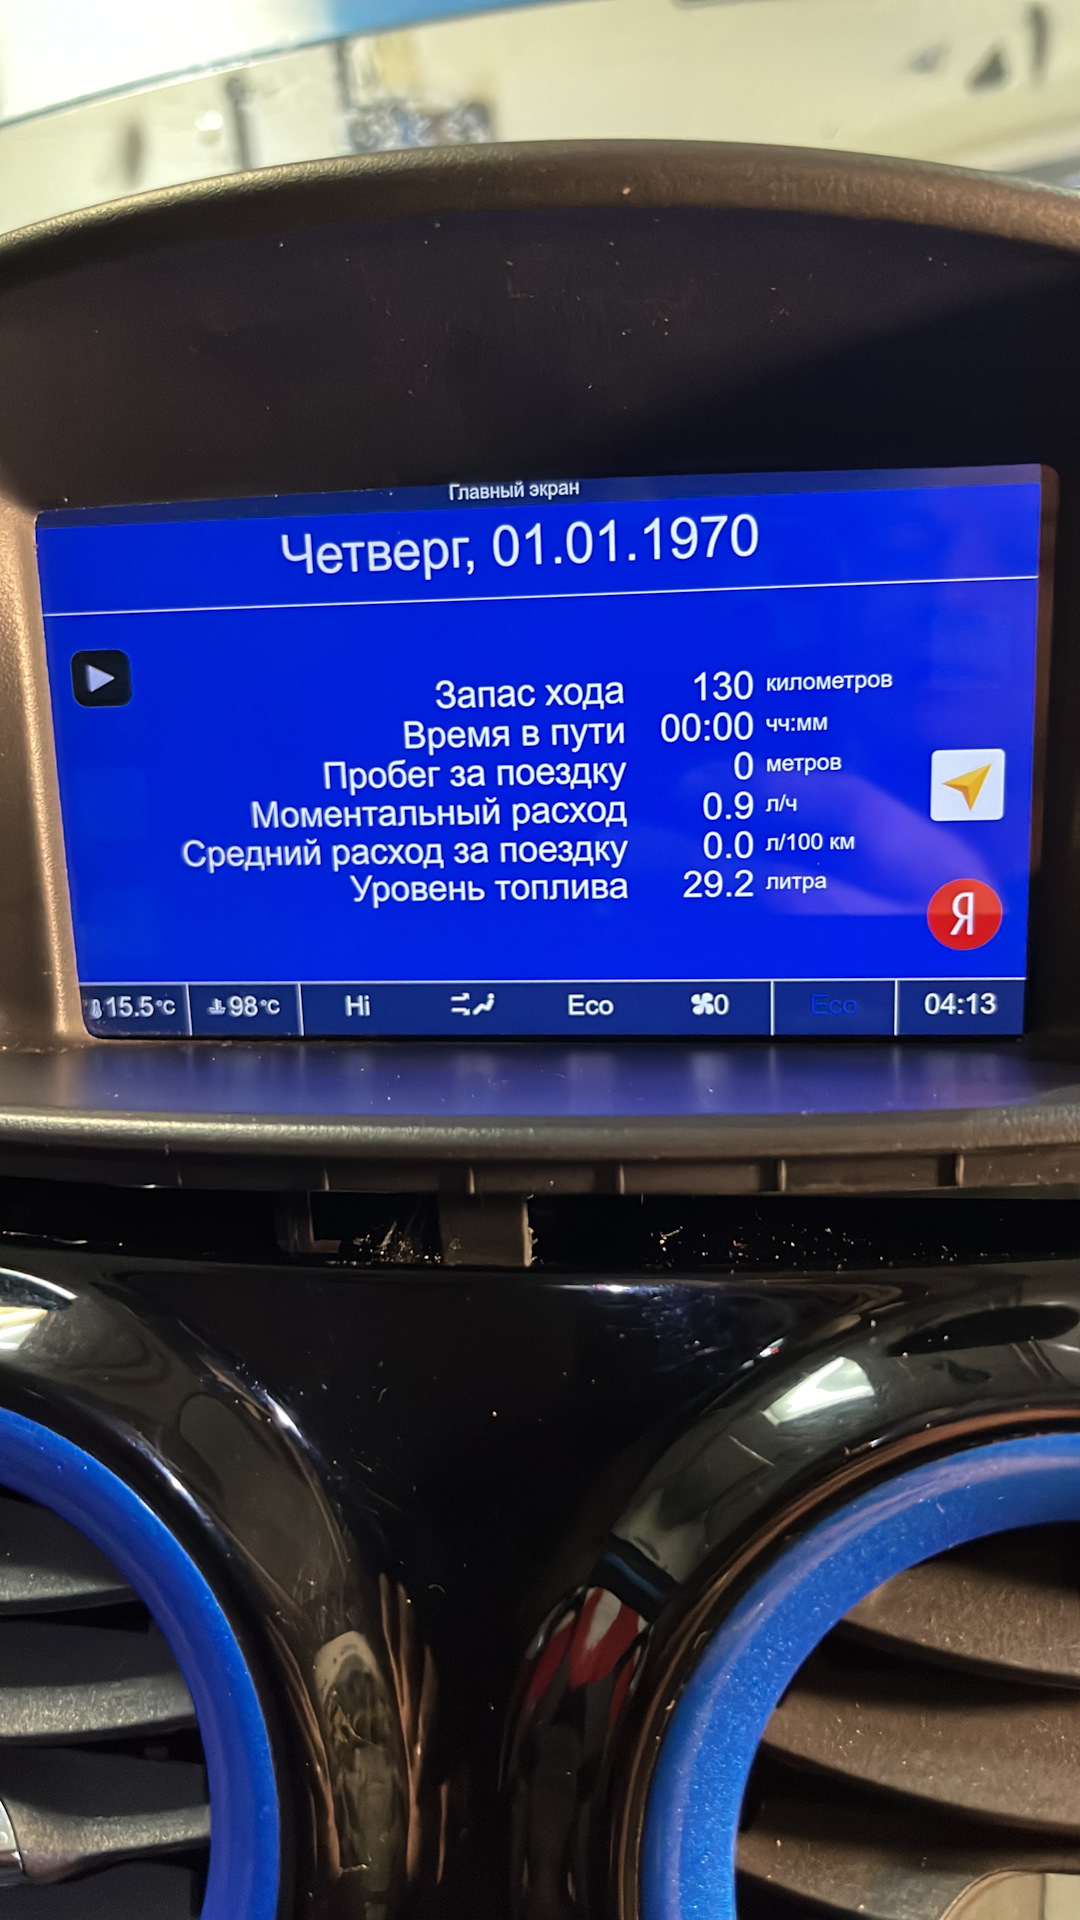 Главный экран
Четверг, 01.01.1970
Запас хода 130 километров
Время в пути 00:00 чч:мм
Пробег за поездку 0 метров
Моментальный расход 0.9 л/ч
Средний расход за поездку 0.0 л/100 км
Уровень топлива 29.2 литра
Я
15.5°C 98°C Hi Eco 0 Eco 04:13